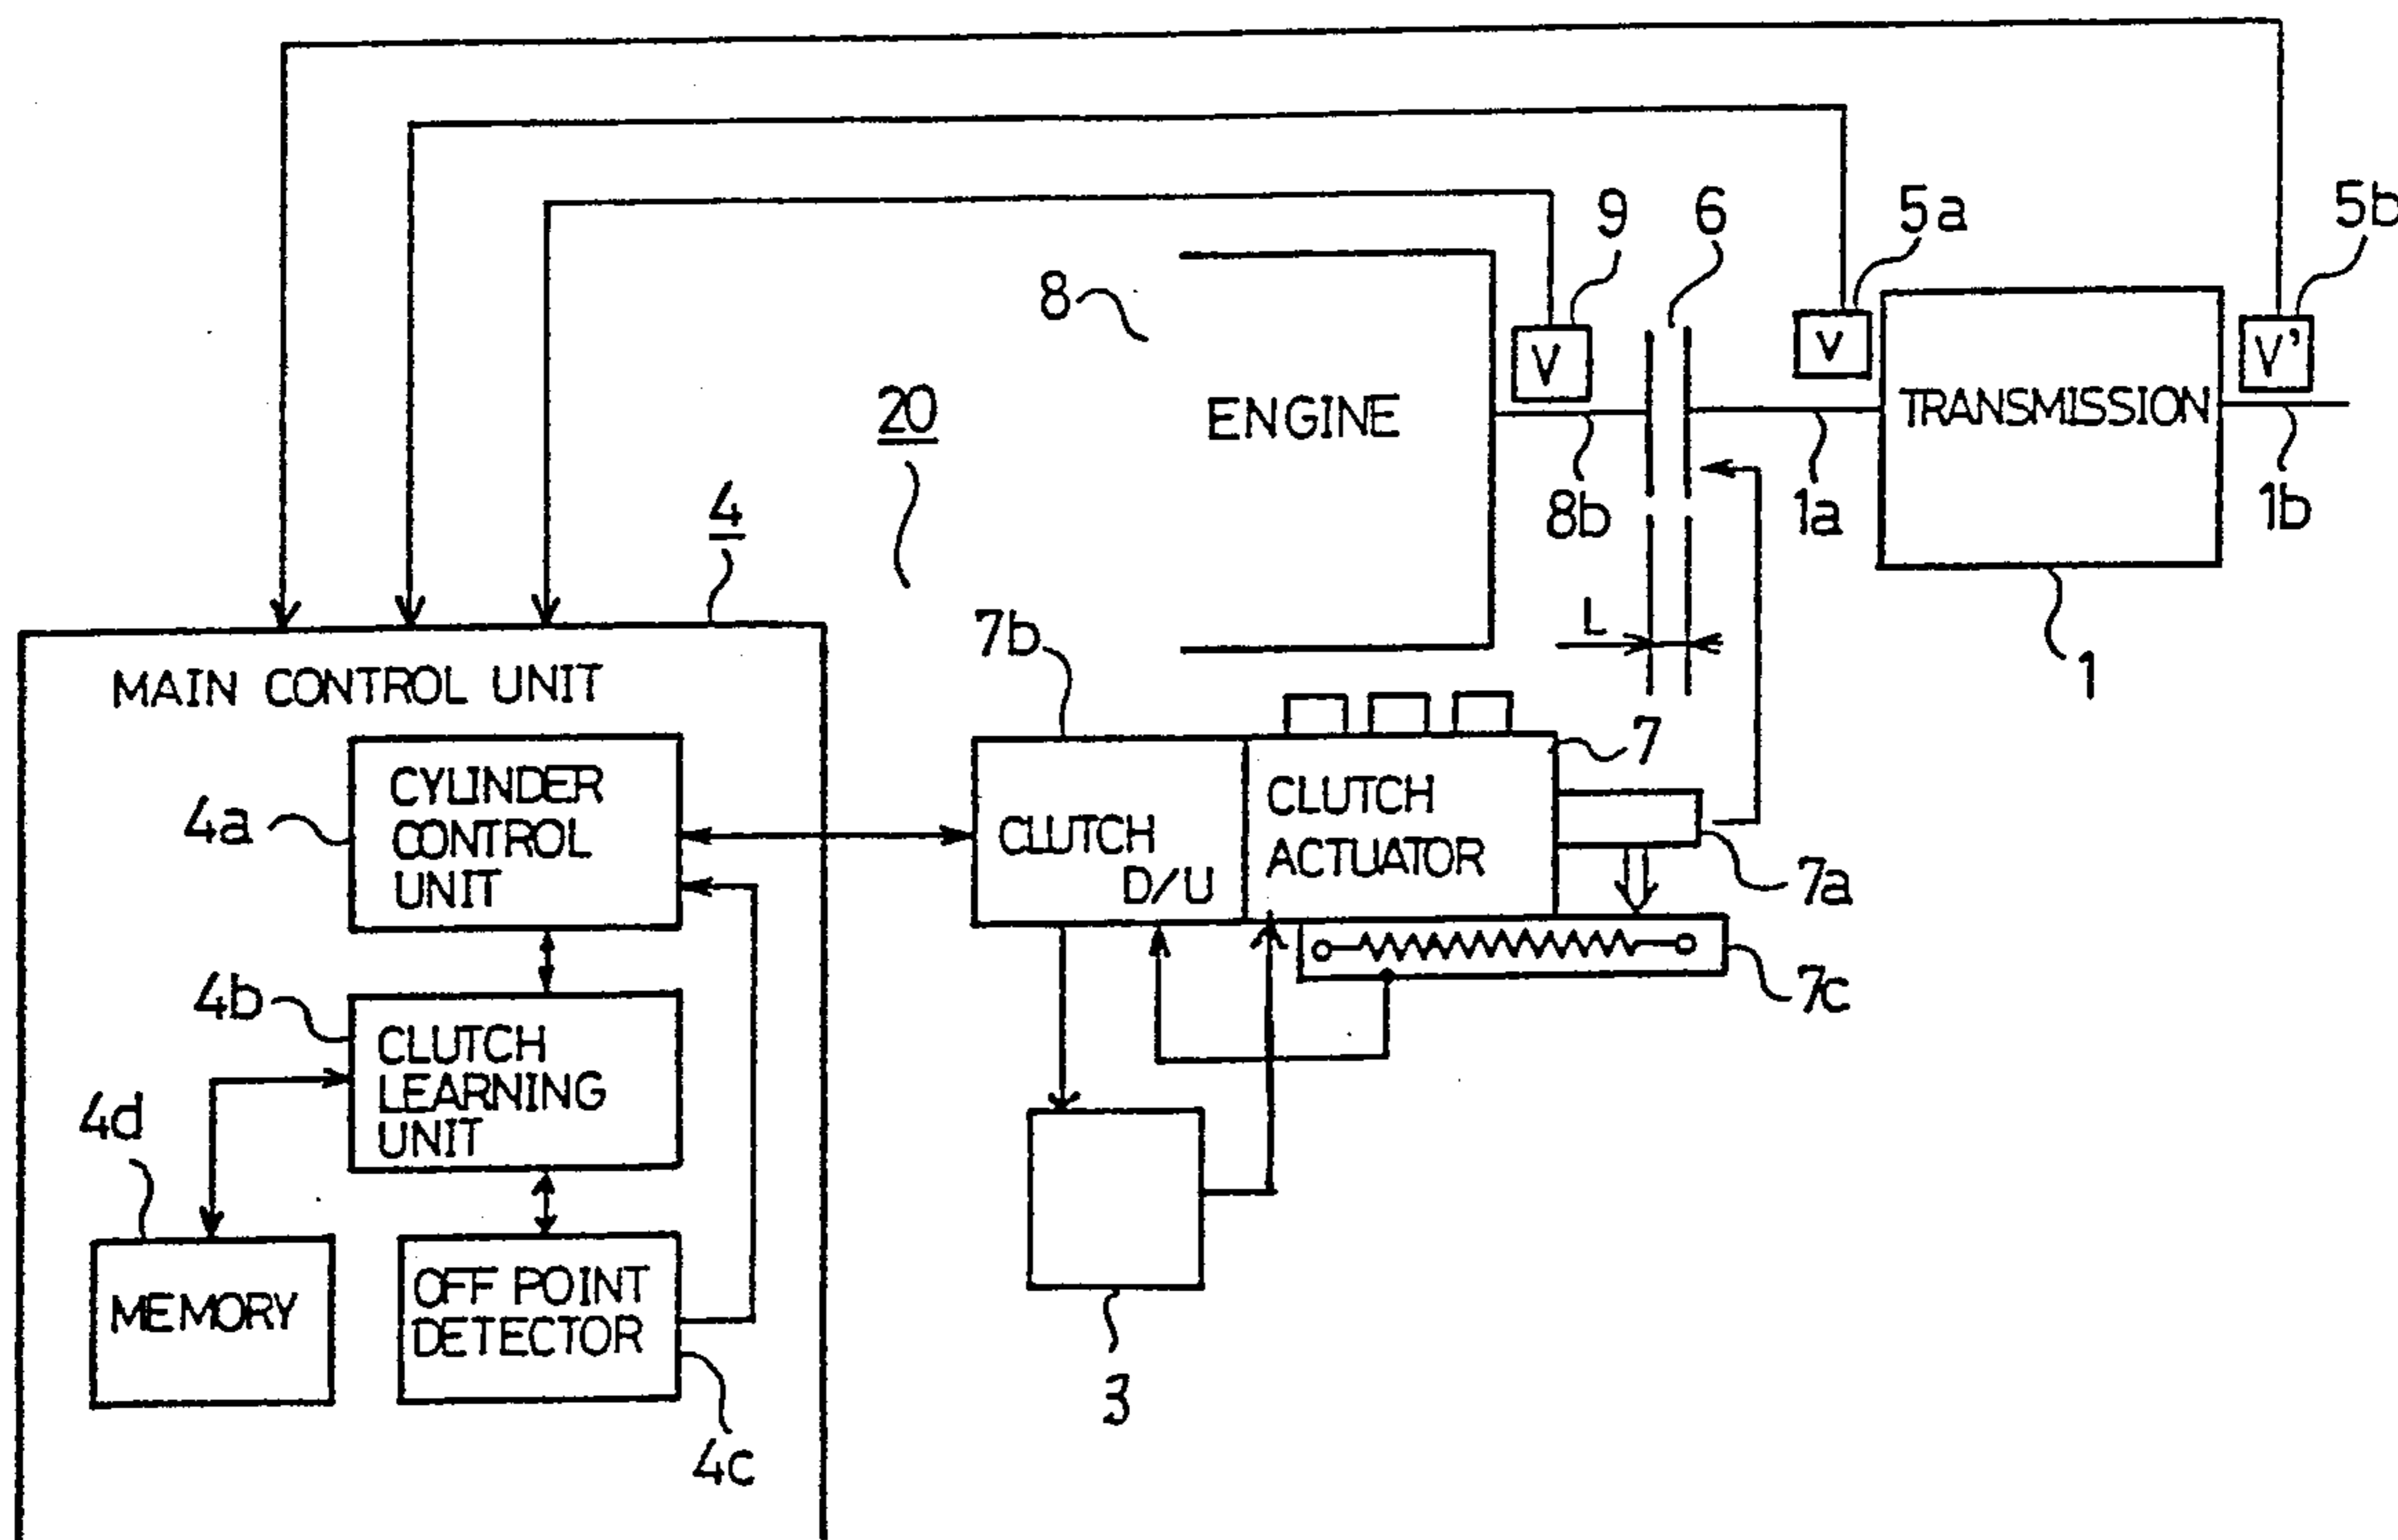 9
6
5a
5b
8
V
V
V'
20
ENGINE
TRANSMISSION
8b
1a
1b
4
L
7b
1
MAIN CONTROL UNIT
7
CYLINDER
CONTROL
UNIT
4a
CLUTCH
D/U
CLUTCH
ACTUATOR
7a
4b
7c
CLUTCH
LEARNING
UNIT
4d
MEMORY
OFF POINT
DETECTOR
3
4c